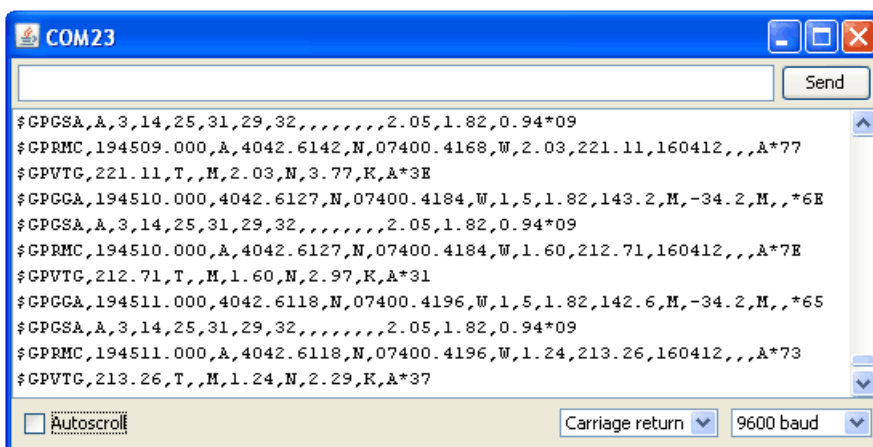 COM23
Send
$GPGSA,A,3,14,25,31,29,32,,,,,,,,2.05,1.82,0.94*09
$GPRMC,194509.000,A,4042.6142,N,07400.4168,W,2.03,221.11,160412,,,A*77
$GPVTG,221.11,T,,M,2.03,N,3.77,K,A*3E
$GPGGA,194510.000,4042.6127,N,07400.4184,W,1,5,1.82,143.2,M,-34.2,M,,*6E
$GPGSA,A,3,14,25,31,29,32,,,,,,,,2.05,1.82,0.94*09
$GPRMC,194510.000,A,4042.6127,N,07400.4184,W,1.60,212.71,160412,,,A*7E
$GPVTG,212.71,T,,M,1.60,N,2.97,K,A*31
$GPGGA,194511.000,4042.6118,N,07400.4196,W,1,5,1.82,142.6,M,-34.2,M,,*65
$GPGSA,A,3,14,25,31,29,32,,,,,,,,2.05,1.82,0.94*09
$GPRMC,194511.000,A,4042.6118,N,07400.4196,W,1.24,213.26,160412,,,A*73
$GPVTG,213.26,T,,M,1.24,N,2.29,K,A*37
Autoscroll Carriage return 9600 baud